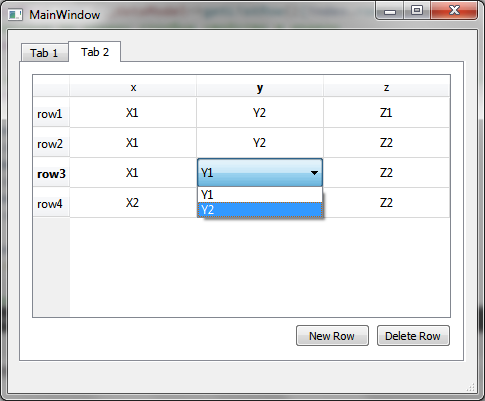 MainWindow
Tab 1 Tab 2
x y z
row1 X1 Y2 Z1
row2 X1 Y2 Z2
row3 X1 Y1 Z2
Y1
row4 X2 Y2 Z2
New Row Delete Row